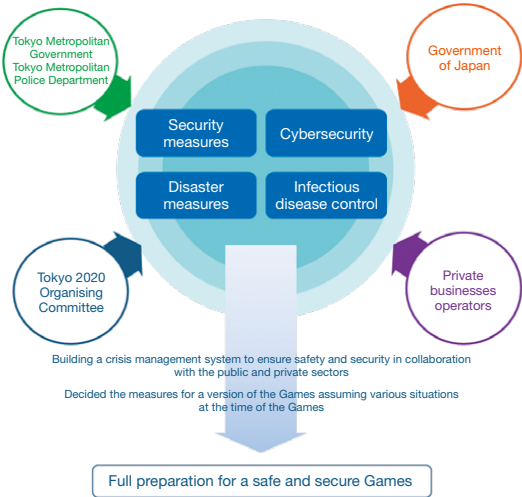 Tokyo Metropolitan
Government
Tokyo Metropolitan
Police Department
Government
of Japan
Security
measures
Cybersecurity
Disaster
measures
Infectious
disease control
Tokyo 2020
Organising
Committee
Private
businesses
operators
Building a crisis management system to ensure safety and security in collaboration
with the public and private sectors
Decided the measures for a version of the Games assuming various situations
at the time of the Games
Full preparation for a safe and secure Games